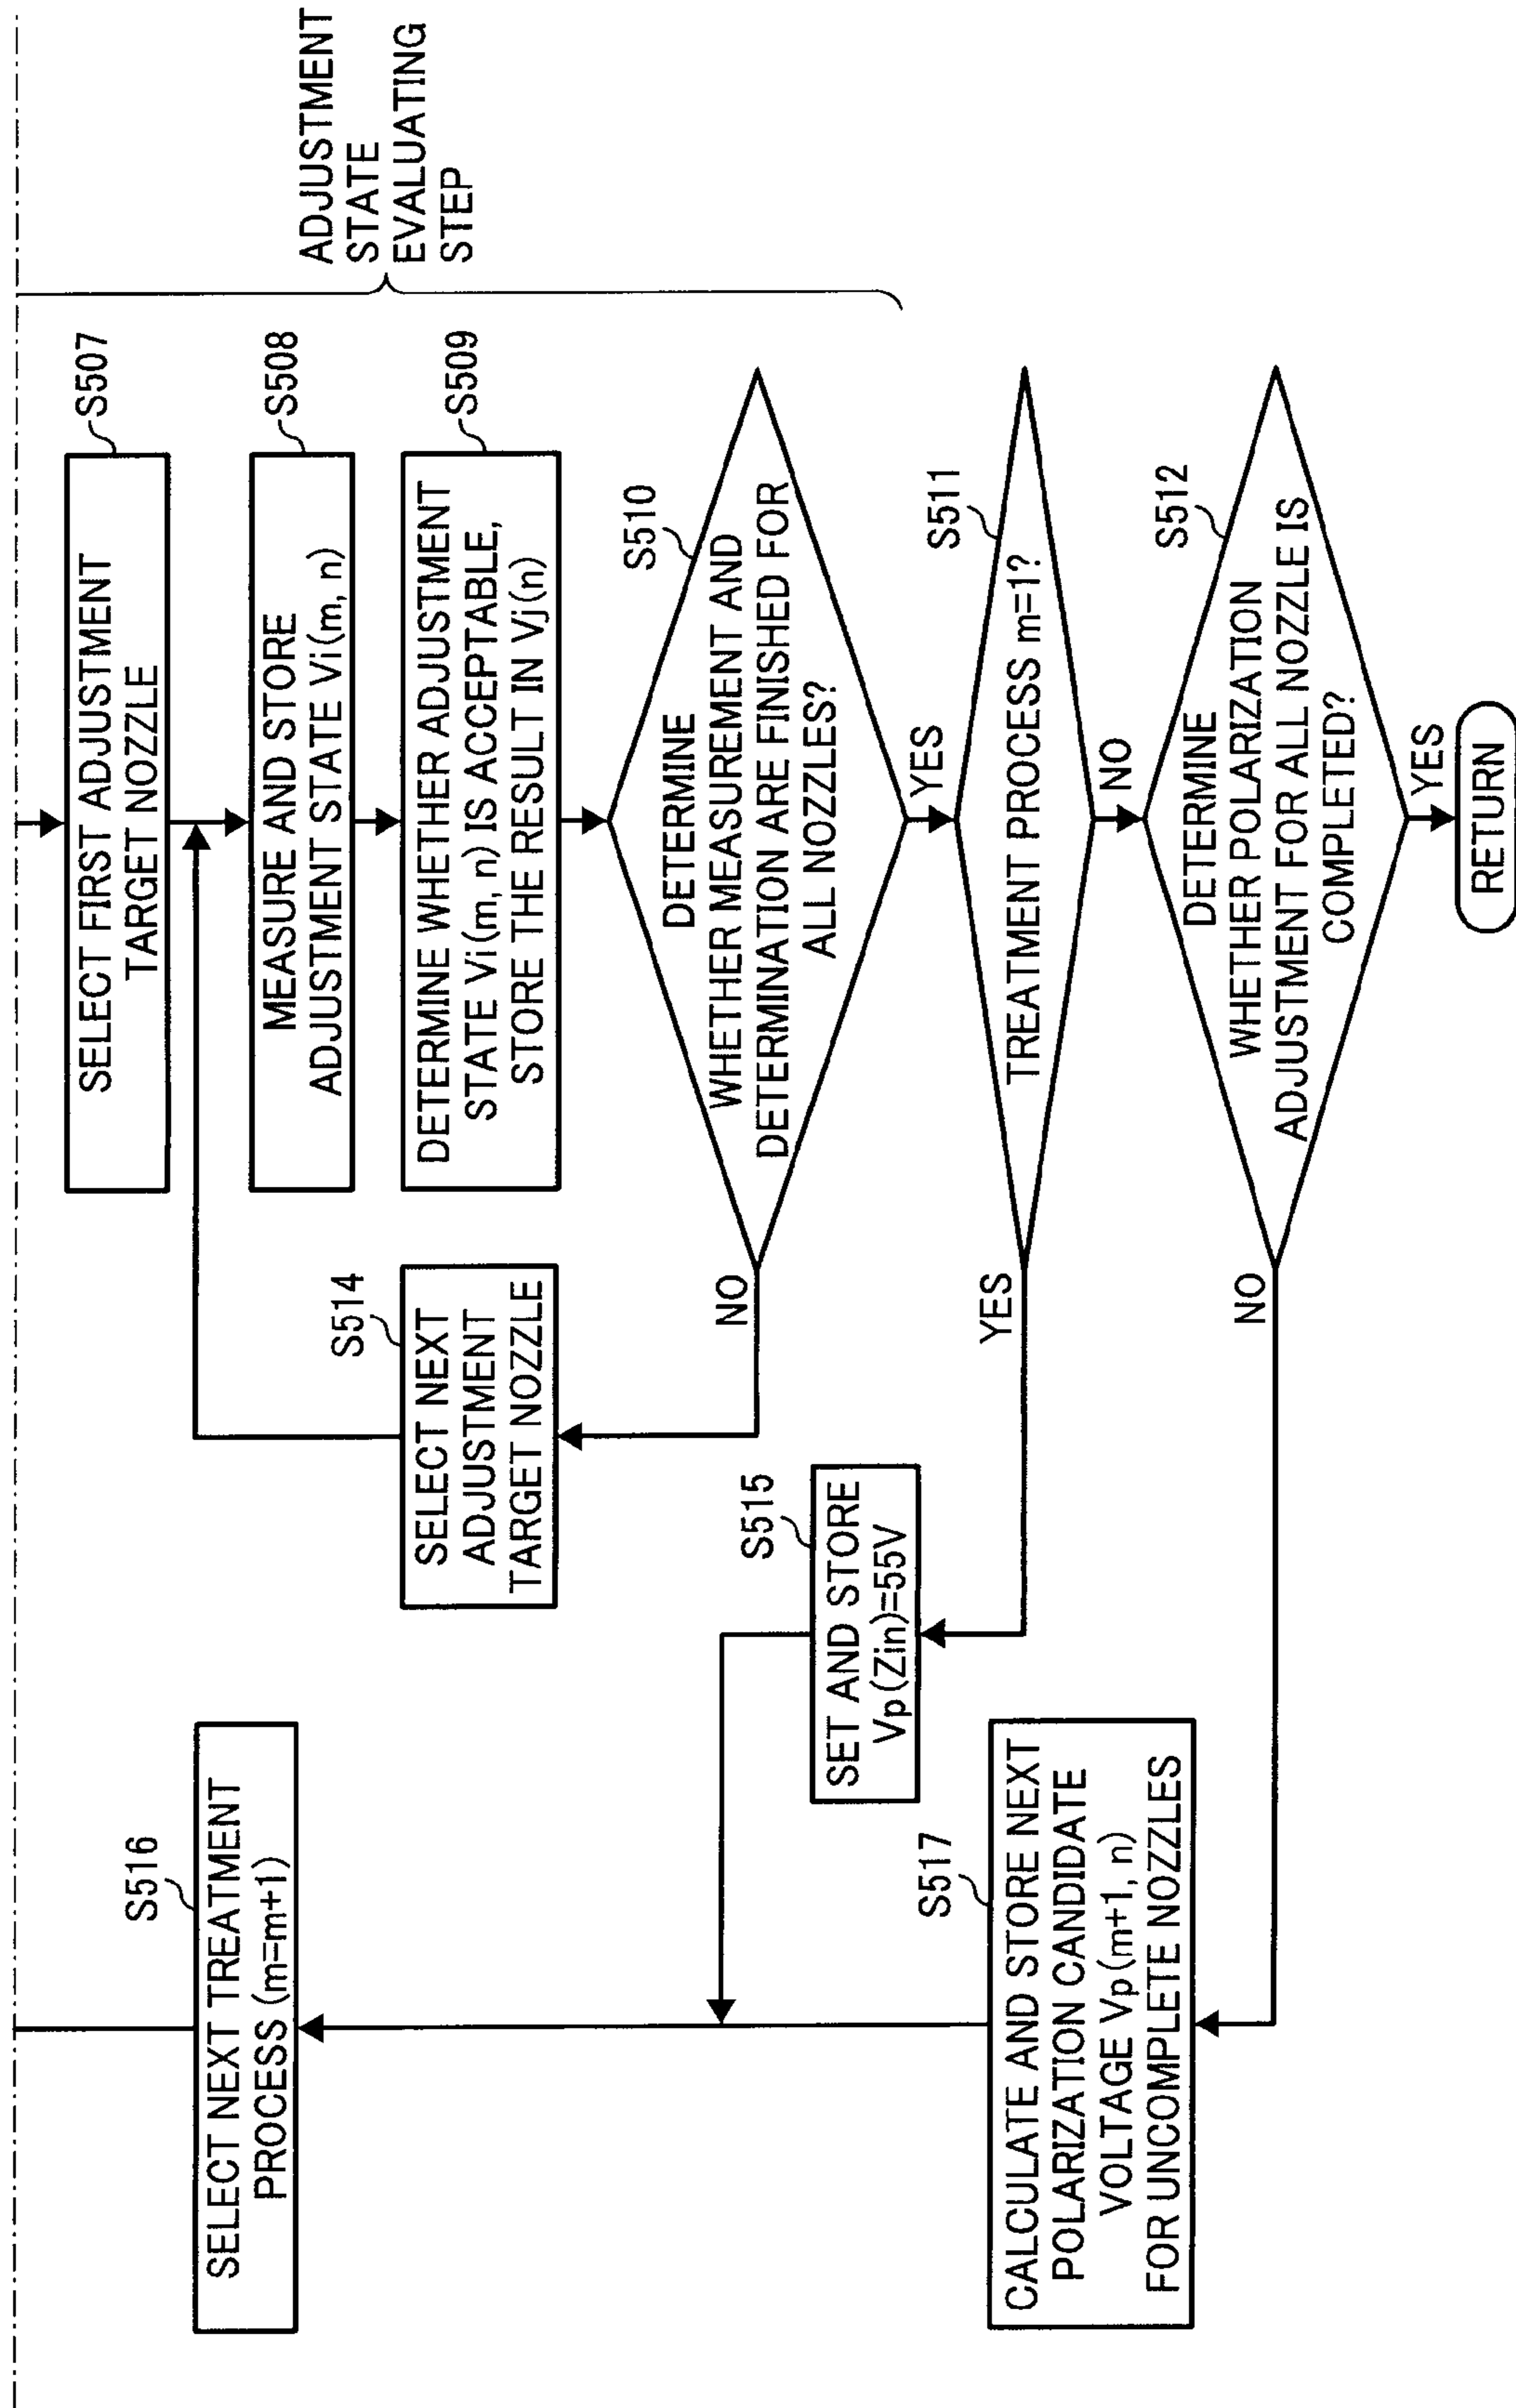 S507
SELECT FIRST ADJUSTMENT
TARGET NOZZLE
S508
MEASURE AND STORE
ADJUSTMENT STATE Vi(m, n)
S509
DETERMINE WHETHER ADJUSTMENT
STATE Vi(m, n) IS ACCEPTABLE,
STORE THE RESULT IN Vj(n)
ADJUSTMENT
STATE
EVALUATING
STEP
S510
DETERMINE
WHETHER MEASUREMENT AND
DETERMINATION ARE FINISHED FOR
ALL NOZZLES?
NO
YES
S514
SELECT NEXT
ADJUSTMENT
TARGET NOZZLE
S511
TREATMENT PROCESS m=1?
YES
NO
S515
SET AND STORE
Vp(Zin)=55V
S512
DETERMINE
WHETHER POLARIZATION
ADJUSTMENT FOR ALL NOZZLE IS
COMPLETED?
NO
YES
RETURN
S516
SELECT NEXT TREATMENT
PROCESS (m=m+1)
S517
CALCULATE AND STORE NEXT
POLARIZATION CANDIDATE
VOLTAGE Vp(m+1, n)
FOR UNCOMPLETE NOZZLES